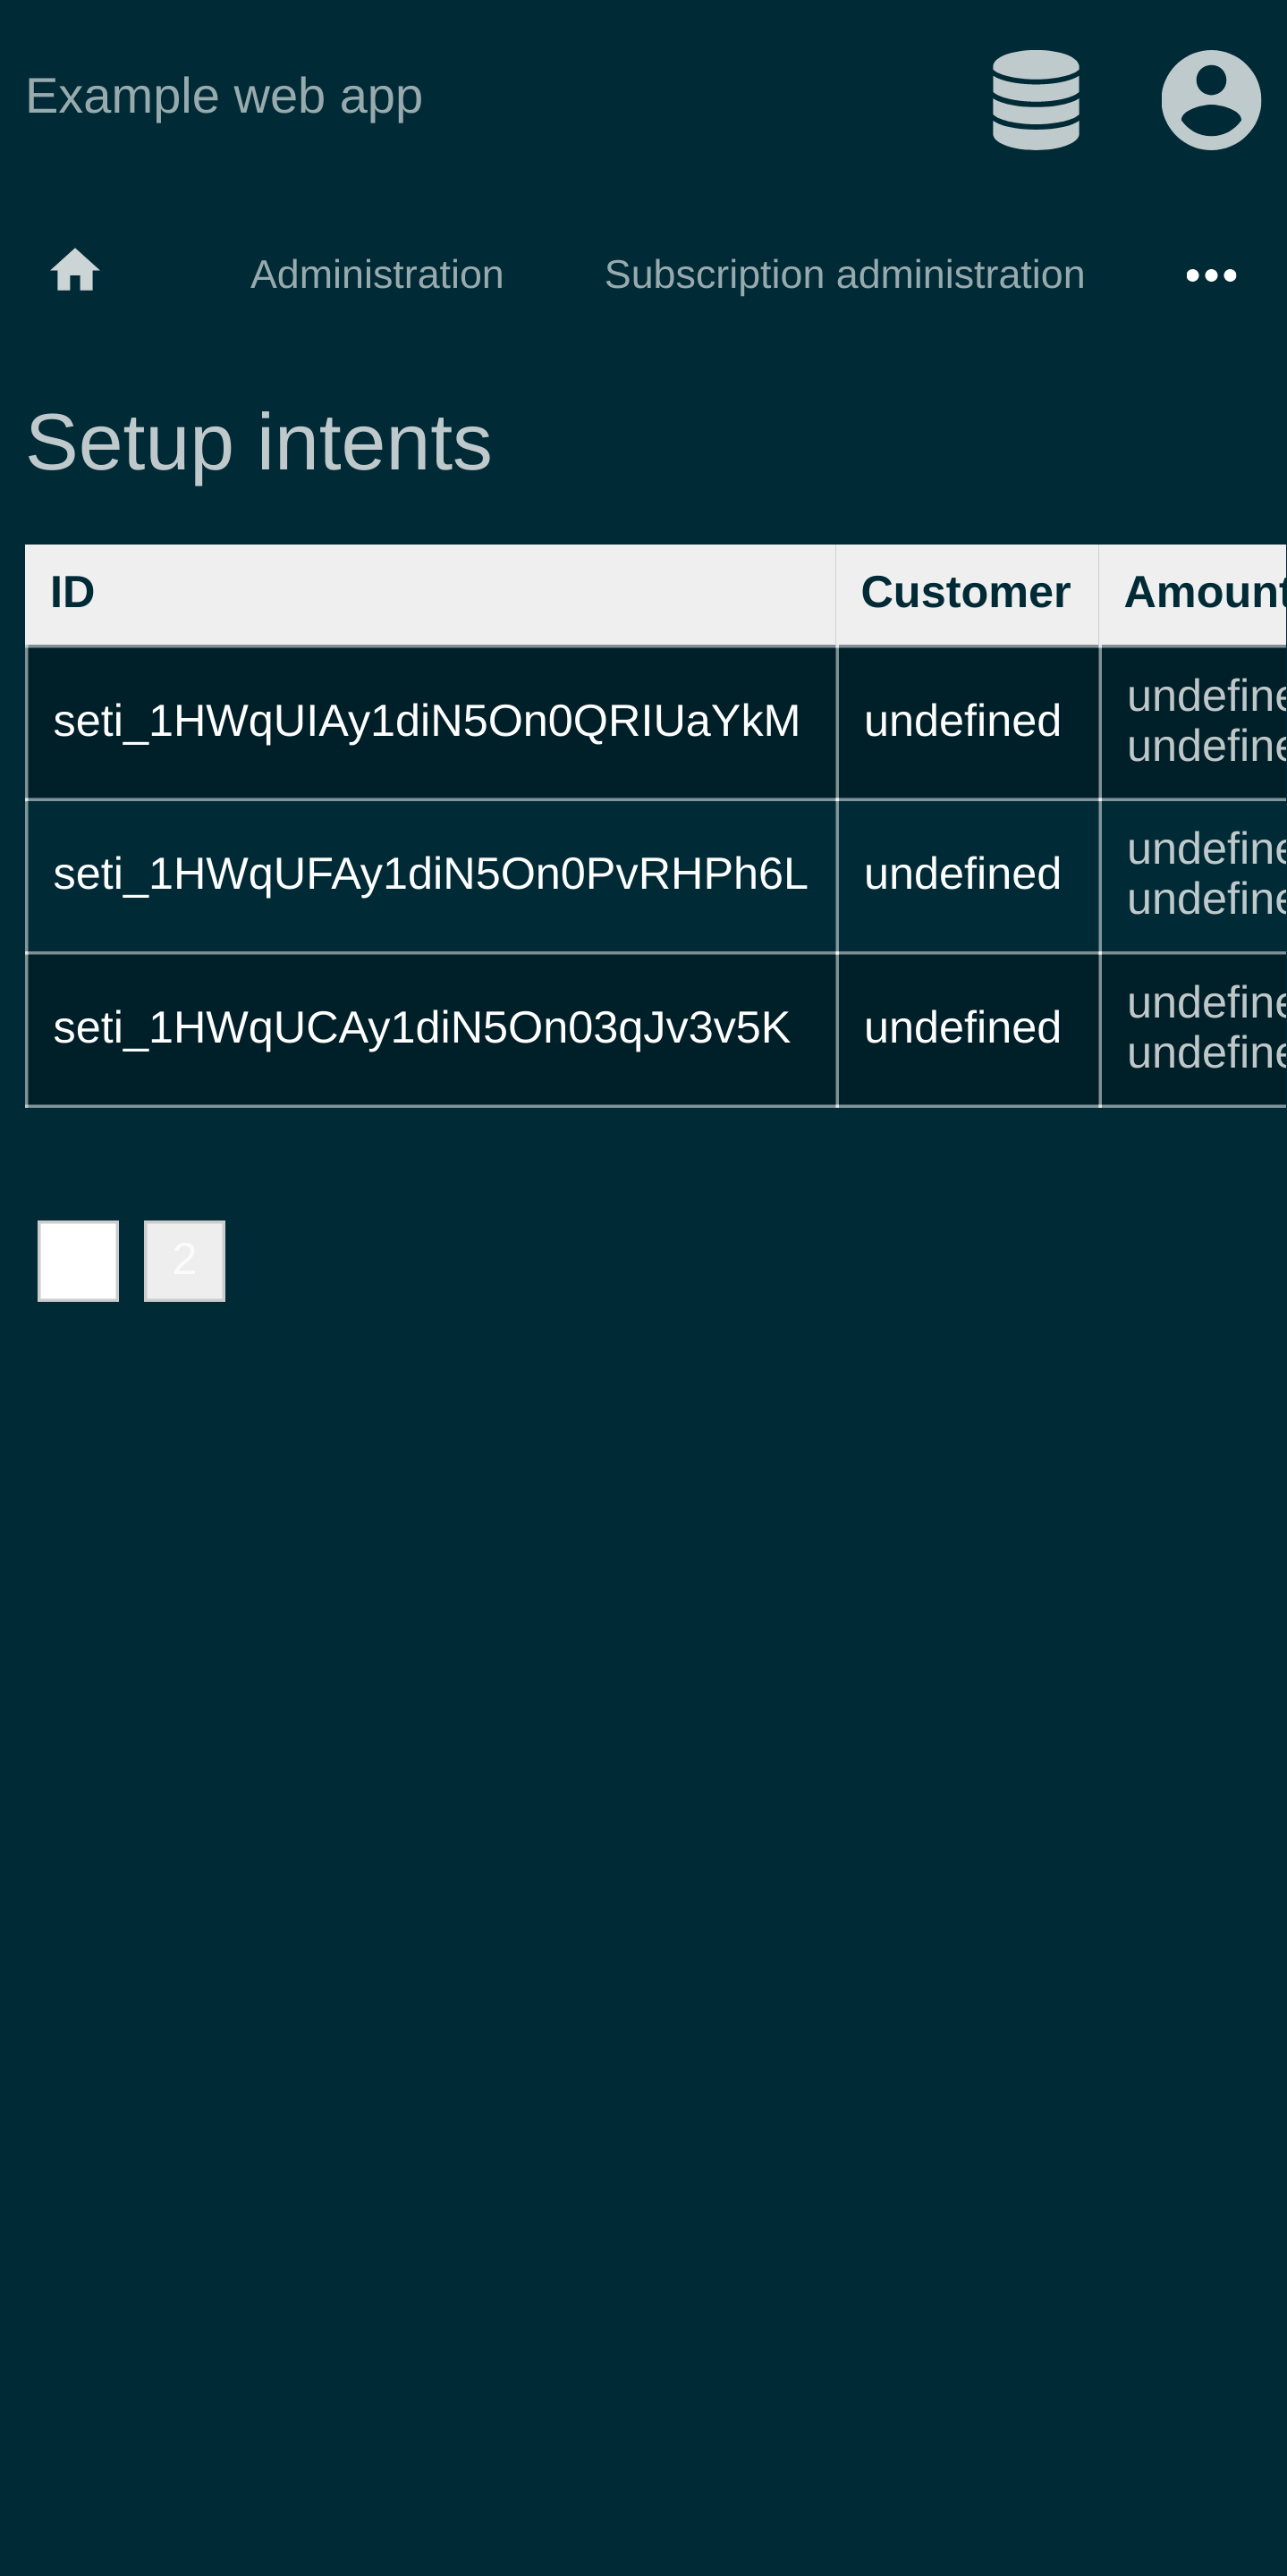 Example web app
Administration Subscription administration
Setup intents
ID Customer Amount
seti_1HWqUIAy1diN5On0QRIUaYkM undefined undefine
undefine
seti_1HWqUFAy1diN5On0PvRHPh6L undefined undefine
undefine
seti_1HWqUCAy1diN5On03qJv3v5K undefined undefine
undefine
2